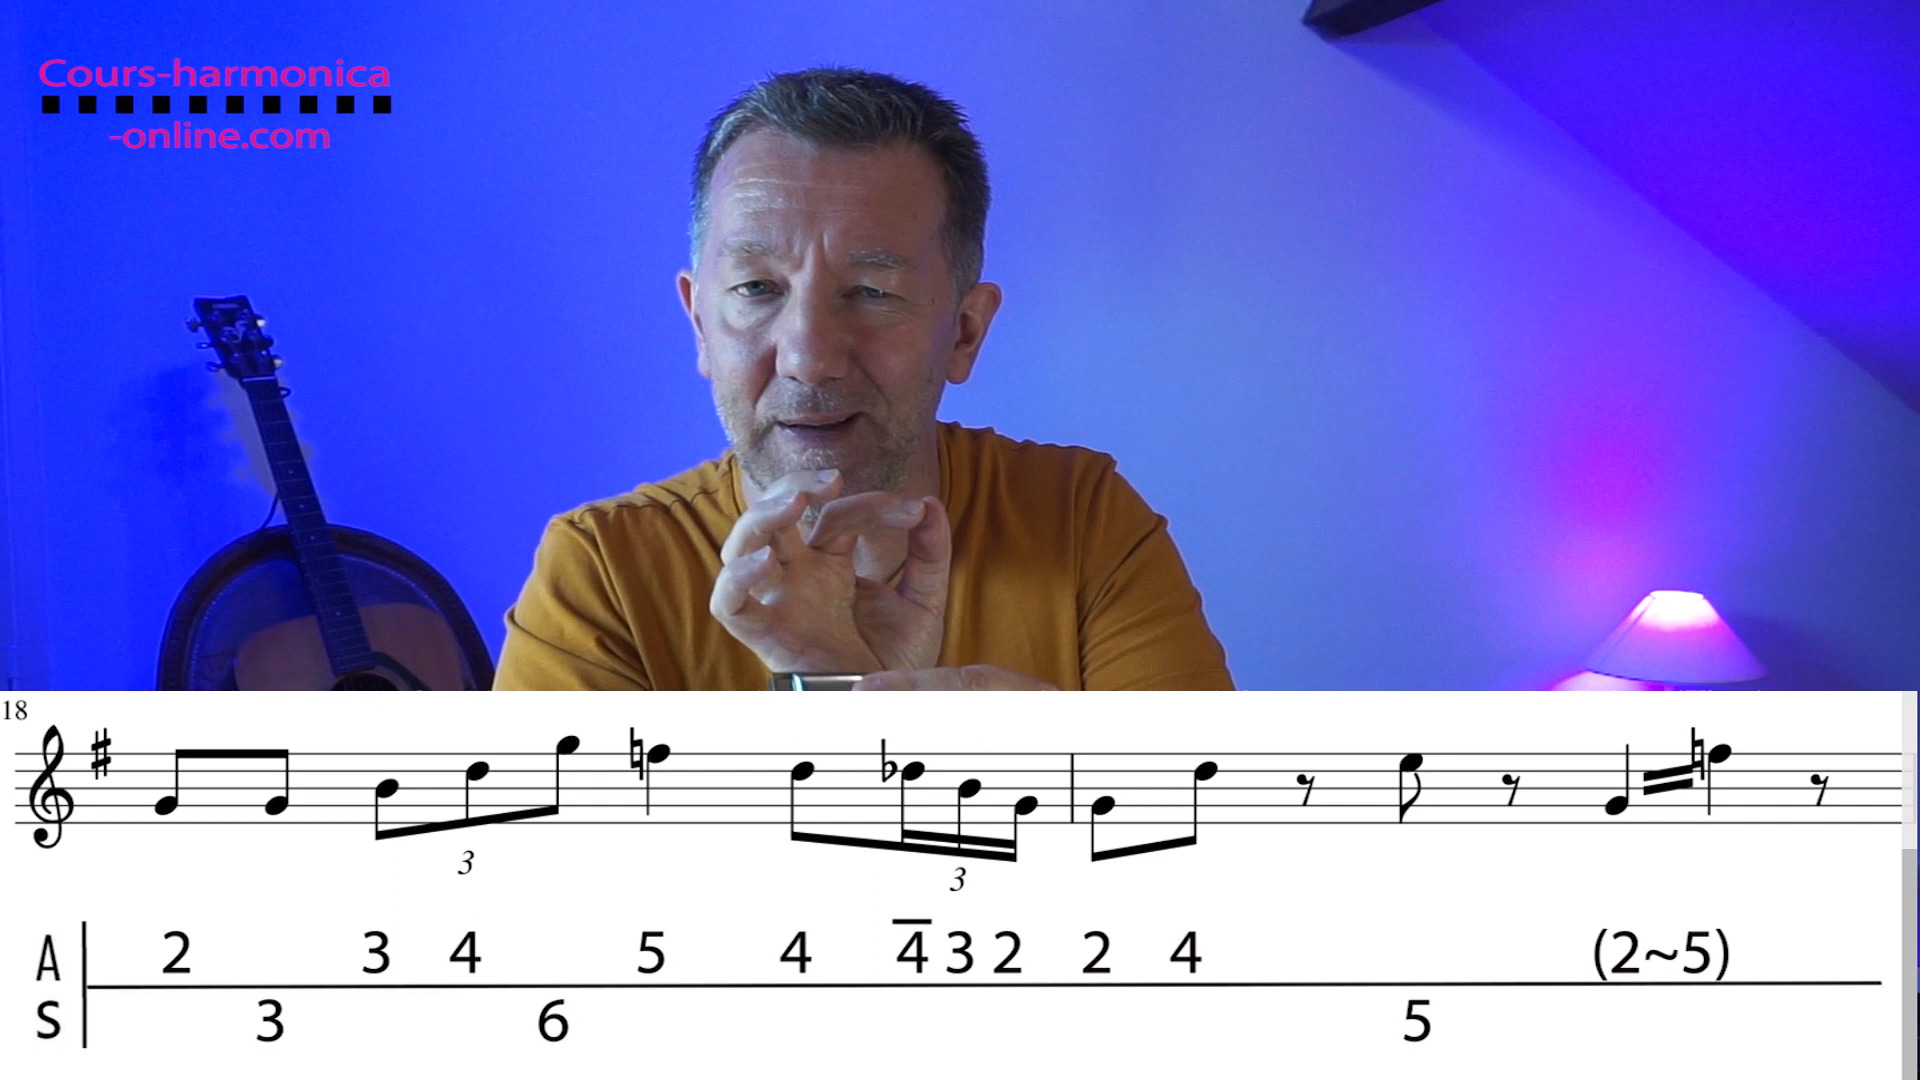 Cours-harmonica
-online.com
18
3
3
A 2 3 4 5 4 4 3 2 2 4 (2~5)
S 3 6 5